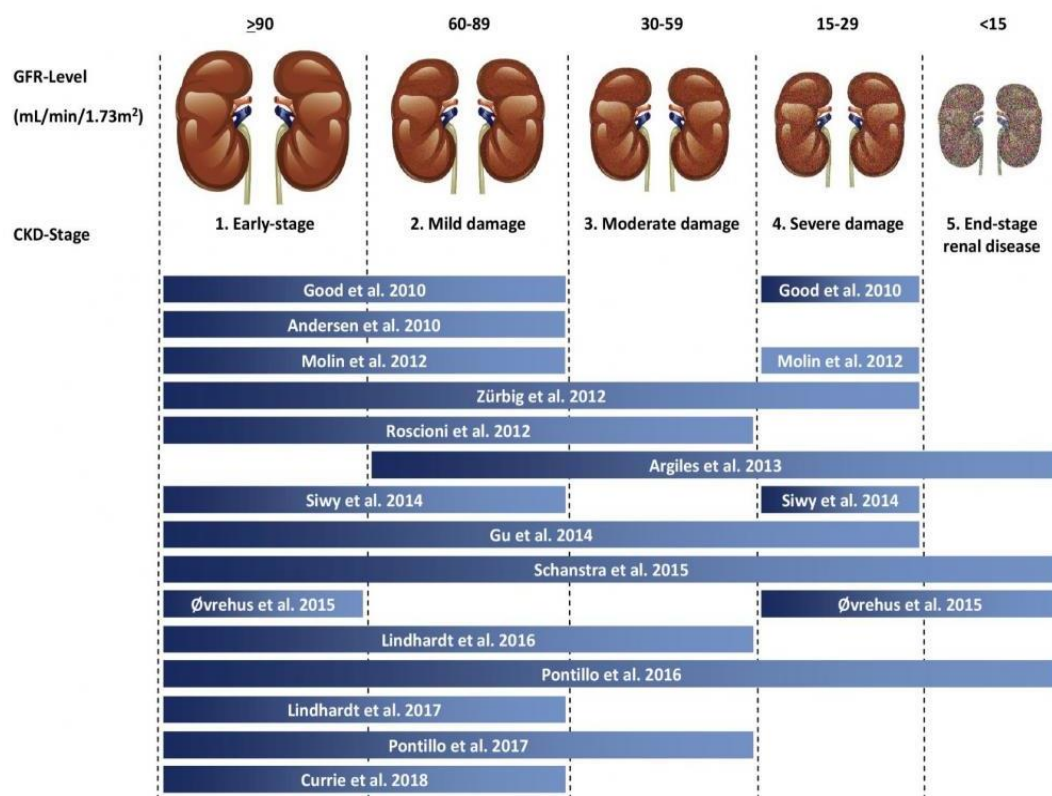 ≥90 60-89 30-59 15-29 <15
GFR-Level
(mL/min/1.73m²)
CKD-Stage
1. Early-stage 2. Mild damage 3. Moderate damage 4. Severe damage 5. End-stage
renal disease
Good et al. 2010 Good et al. 2010
Andersen et al. 2010
Molin et al. 2012 Molin et al. 2012
Zürbig et al. 2012
Roscioni et al. 2012
Argiles et al. 2013
Siwy et al. 2014 Siwy et al. 2014
Gu et al. 2014
Schanstra et al. 2015
Øvrehus et al. 2015 Øvrehus et al. 2015
Lindhardt et al. 2016
Pontillo et al. 2016
Lindhardt et al. 2017
Pontillo et al. 2017
Currie et al. 2018